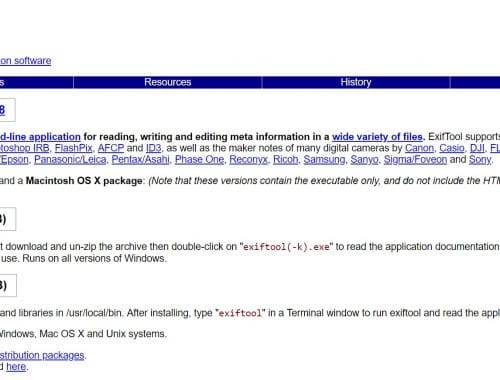 on software
s Resources History
8
d-line application for reading, writing and editing meta information in a wide variety of files. ExifTool supports
toshop IRB, FlashPix, AFCP and ID3, as well as the maker notes of many digital cameras by Canon, Casio, DJI, FL
/Epson, Panasonic/Leica, Pentax/Asahi, Phase One, Reconyx, Ricoh, Samsung, Sanyo, Sigma/Foveon and Sony.
and a Macintosh OS X package: (Note that these versions contain the executable only, and do not include the HTM
)
t download and un-zip the archive then double-click on "exiftool(-k).exe" to read the application documentation
use. Runs on all versions of Windows.
)
and libraries in /usr/local/bin. After installing, type "exiftool" in a Terminal window to run exiftool and read the appl
Windows, Mac OS X and Unix systems.
stribution packages.
d here.